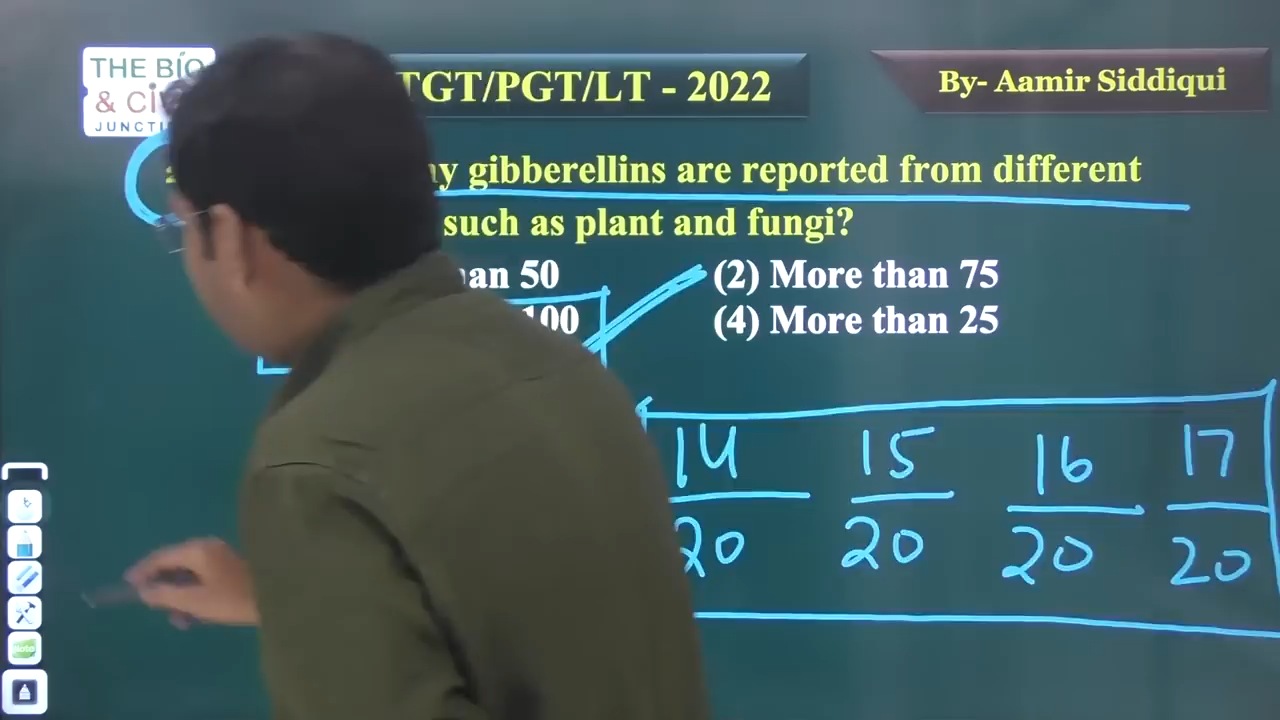 THE BIO
& CIV
JUNCTI
TGT/PGT/LT - 2022
By- Aamir Siddiqui
gibberellins are reported from different
such as plant and fungi?
50
(2) More than 75
100
(4) More than 25
14 15 16 17
20 20 20 20